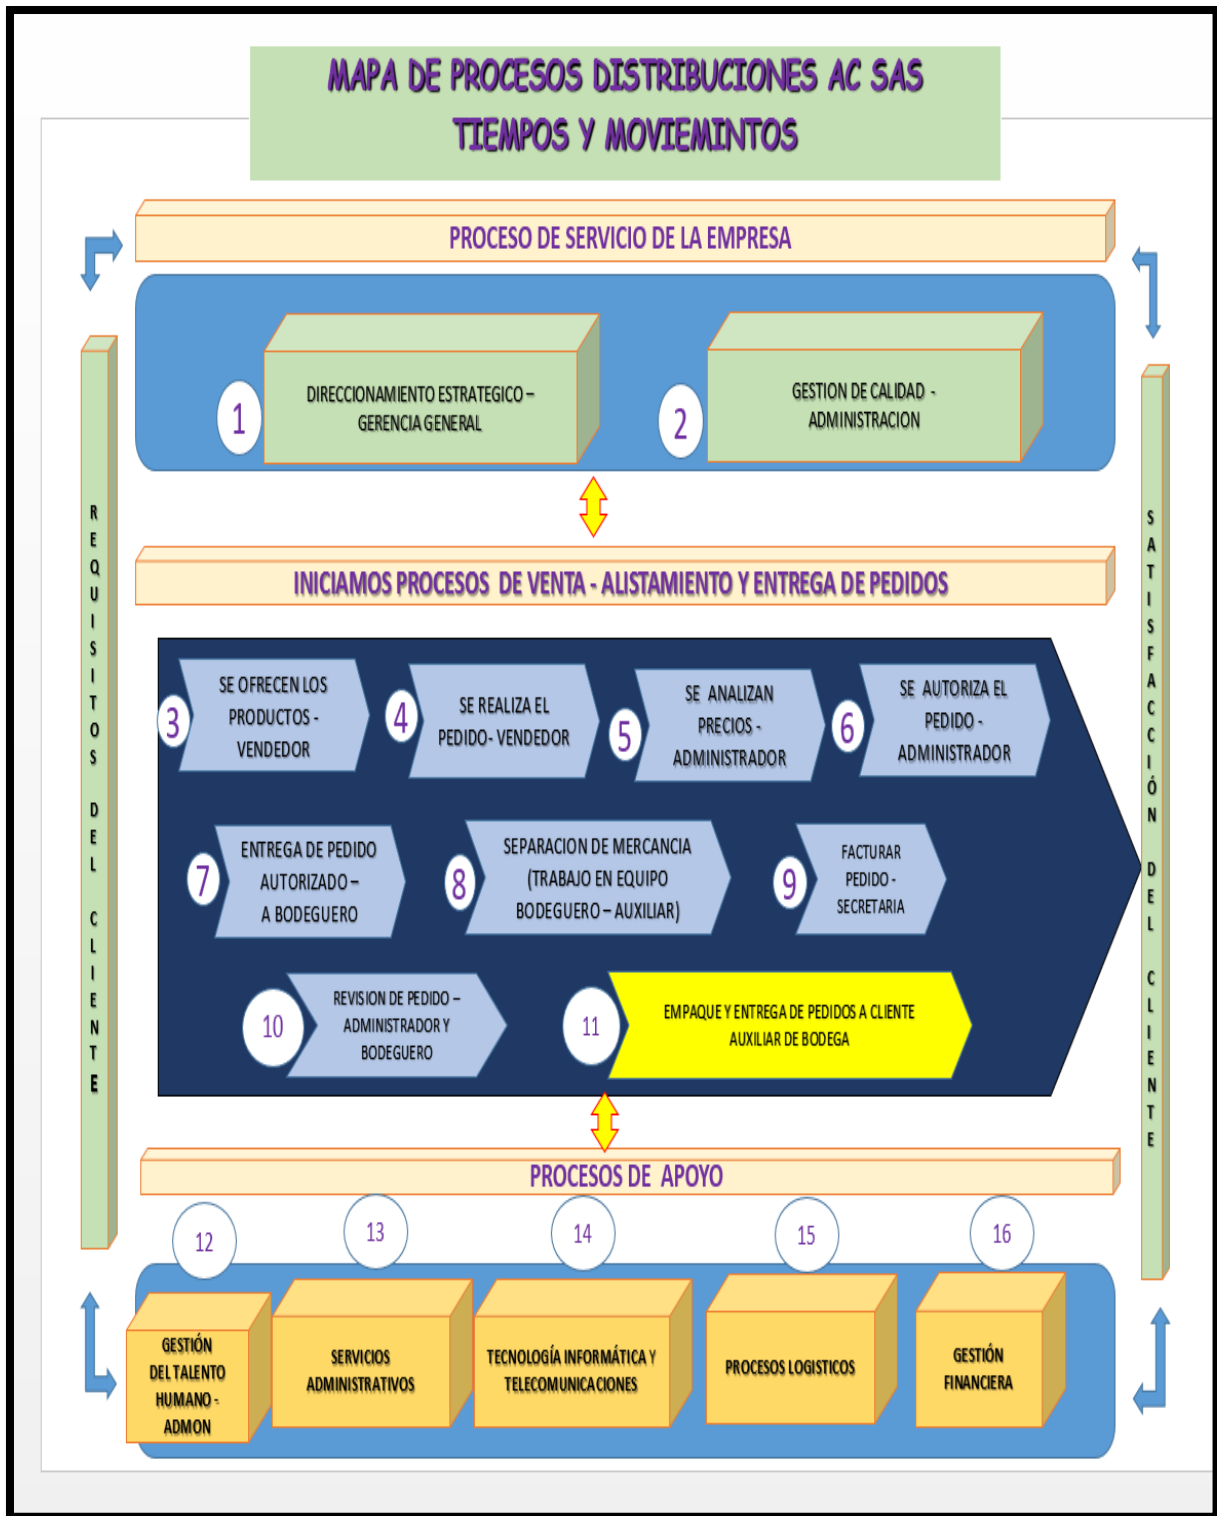 MAPA DE PROCESOS DISTRIBUCIONES AC SAS
TIEMPOS Y MOVIEMINTOS
PROCESO DE SERVICIO DE LA EMPRESA
1
DIRECCIONAMIENTO ESTRATEGICO –
GERENCIA GENERAL
2
GESTION DE CALIDAD -
ADMINISTRACION
REQUISITOS DEL CLIENTE
SATISFACCIÓN DEL CLIENTE
INICIAMOS PROCESOS DE VENTA - ALISTAMIENTO Y ENTREGA DE PEDIDOS
3
SE OFRECEN LOS
PRODUCTOS -
VENDEDOR
4
SE REALIZA EL
PEDIDO- VENDEDOR
5
SE ANALIZAN
PRECIOS -
ADMINISTRADOR
6
SE AUTORIZA EL
PEDIDO -
ADMINISTRADOR
7
ENTREGA DE PEDIDO
AUTORIZADO –
A BODEGUERO
8
SEPARACION DE MERCANCIA
(TRABAJO EN EQUIPO
BODEGUERO – AUXILIAR)
9
FACTURAR
PEDIDO -
SECRETARIA
10
REVISION DE PEDIDO –
ADMINISTRADOR Y
BODEGUERO
11
EMPAQUE Y ENTREGA DE PEDIDOS A CLIENTE
AUXILIAR DE BODEGA
PROCESOS DE APOYO
12
GESTIÓN
DEL TALENTO
HUMANO -
ADMON
13
SERVICIOS
ADMINISTRATIVOS
14
TECNOLOGÍA INFORMÁTICA Y
TELECOMUNICACIONES
15
PROCESOS LOGISTICOS
16
GESTIÓN
FINANCIERA